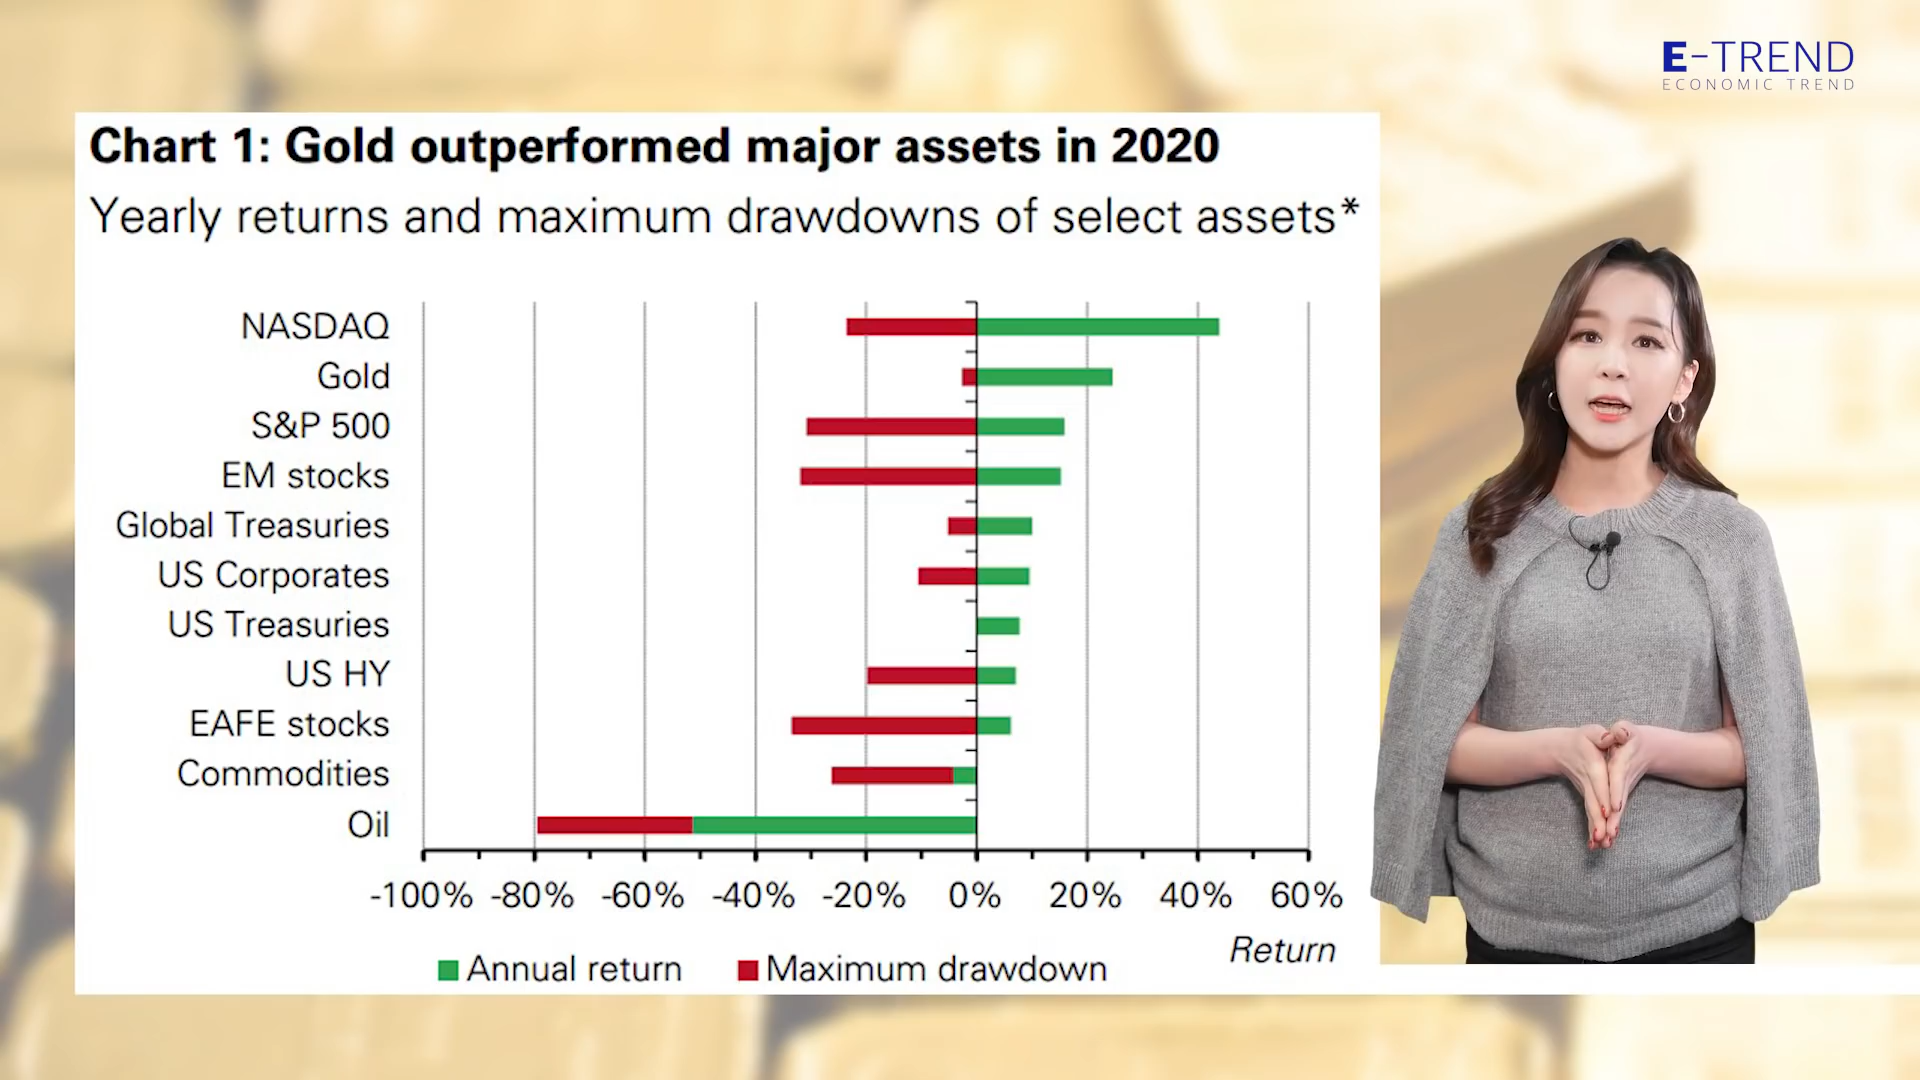 E-TREND
ECONOMIC TREND
Chart 1: Gold outperformed major assets in 2020
Yearly returns and maximum drawdowns of select assets*
NASDAQ
Gold
S&P 500
EM stocks
Global Treasuries
US Corporates
US Treasuries
US HY
EAFE stocks
Commodities
Oil
-100% -80% -60% -40% -20% 0% 20% 40% 60%
Return
Annual return Maximum drawdown